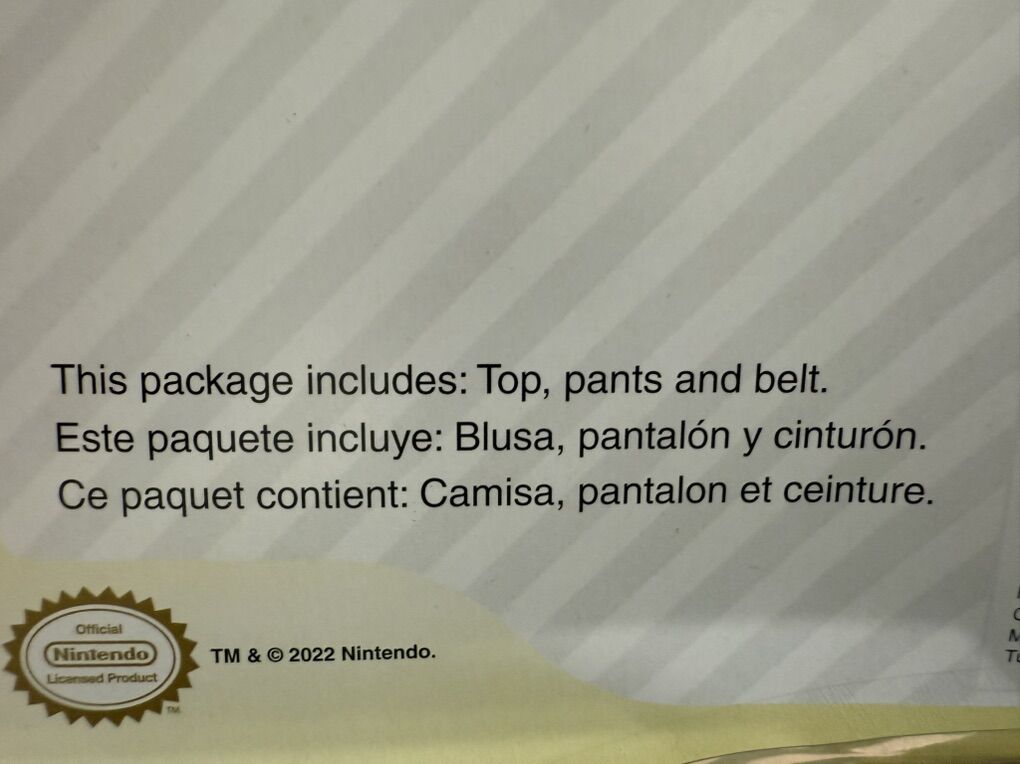 This package includes: Top, pants and belt.
Este paquete incluye: Blusa, pantalón y cinturón.
Ce paquet contient: Camisa, pantalon et ceinture.
Official
Nintendo
Licensed Product
TM
TM & © 2022 Nintendo.